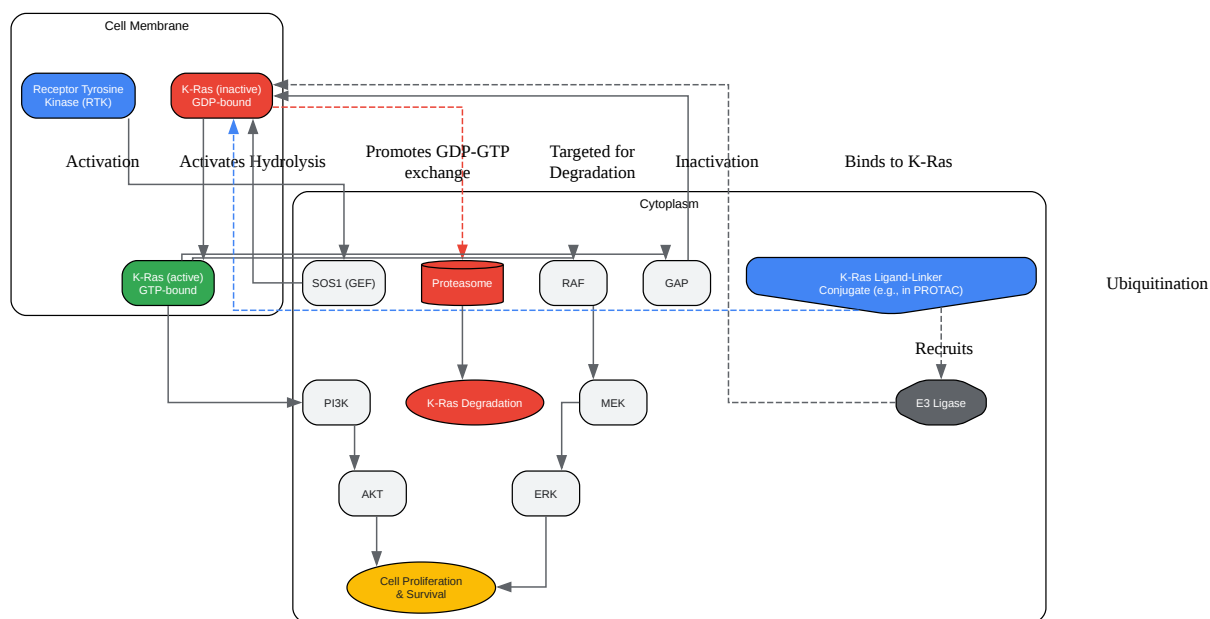 Cell Membrane
Receptor Tyrosine
Kinase (RTK)
K-Ras (inactive)
GDP-bound
Activation
Activates Hydrolysis
Promotes GDP-GTP
exchange
Targeted for
Degradation
Inactivation
Binds to K-Ras
Cytoplasm
K-Ras (active)
GTP-bound
SOS1 (GEF)
Proteasome
RAF
GAP
K-Ras Ligand-Linker
Conjugate (e.g., in PROTAC)
Ubiquitination
Recruits
PI3K
K-Ras Degradation
MEK
E3 Ligase
AKT
ERK
Cell Proliferation
& Survival